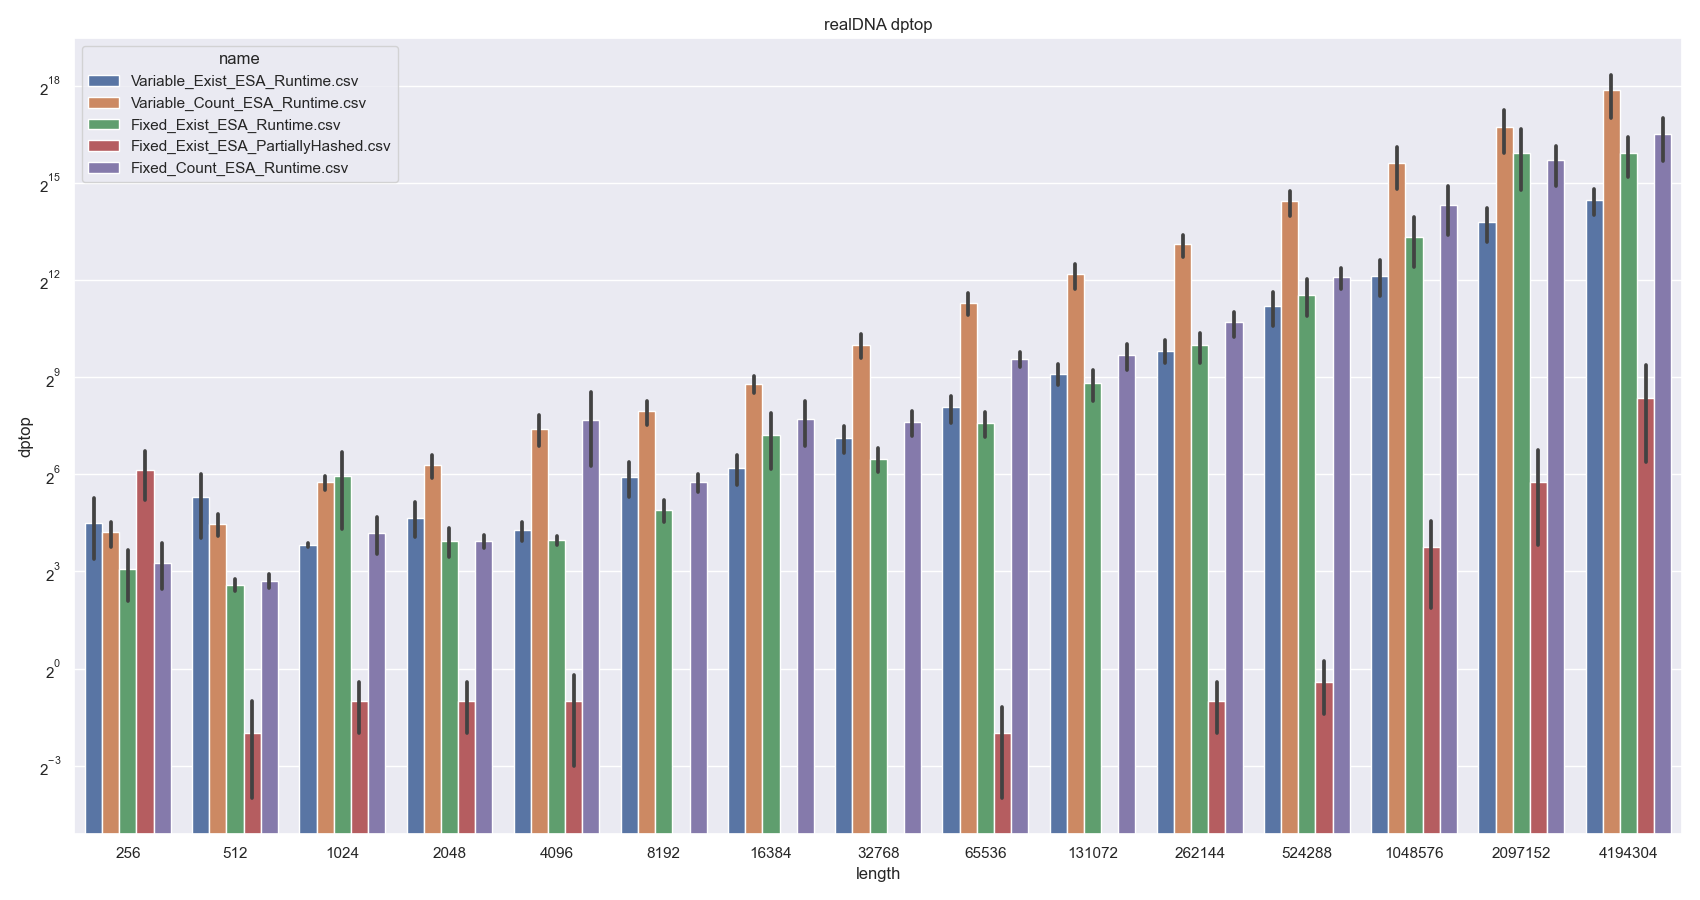 realDNA dptop
name
Variable_Exist_ESA_Runtime.csv
Variable_Count_ESA_Runtime.csv
Fixed_Exist_ESA_Runtime.csv
Fixed_Exist_ESA_PartiallyHashed.csv
Fixed_Count_ESA_Runtime.csv
2^18
2^15
2^12
2^9
2^6
2^3
2^0
2^−3
dptop
256 512 1024 2048 4096 8192 16384 32768 65536 131072 262144 524288 1048576 2097152 4194304
length